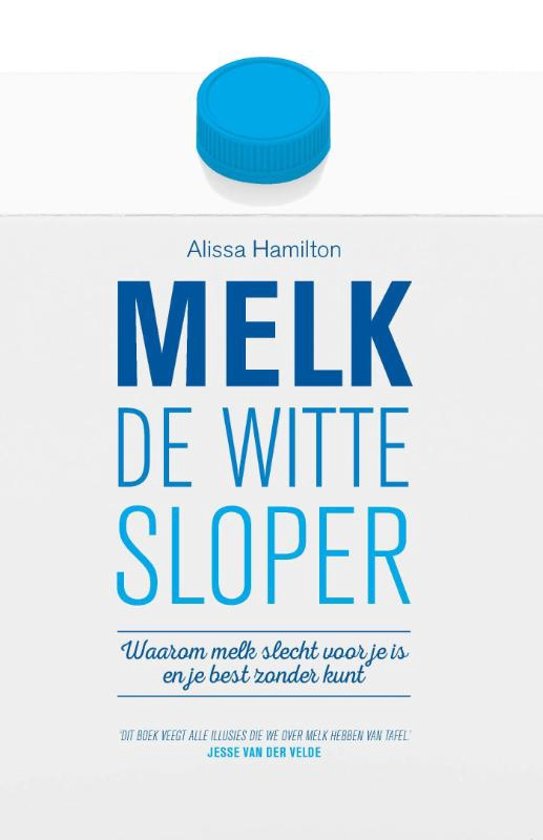 Alissa Hamilton
MELK
DE WITTE
SLOPER
Waarom melk slecht voor je is
en je best zonder kunt
'DIT BOEK VEEGT ALLE ILLUSIES DIE WE OVER MELK HEBBEN VAN TAFEL.'
JESSE VAN DER VELDE